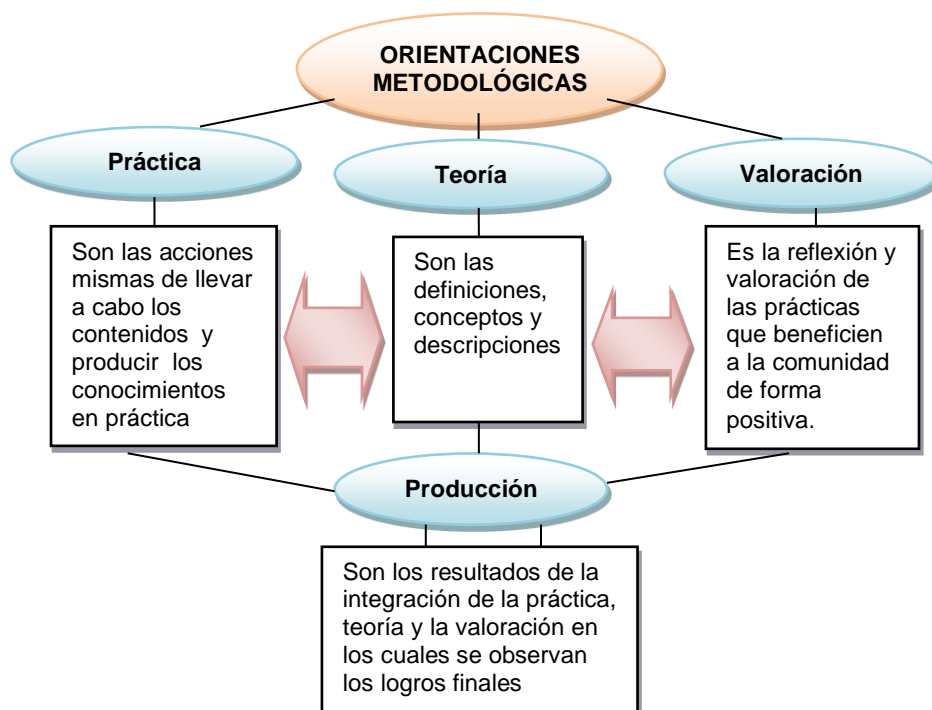 ORIENTACIONES
METODOLÓGICAS
Práctica
Teoría
Valoración
Son las acciones
mismas de llevar
a cabo los
contenidos y
producir los
conocimientos
en práctica
Son las
definiciones,
conceptos y
descripciones
Es la reflexión y
valoración de
las prácticas
que beneficien
a la comunidad
de forma
positiva.
Producción
Son los resultados de la
integración de la práctica,
teoría y la valoración en
los cuales se observan
los logros finales